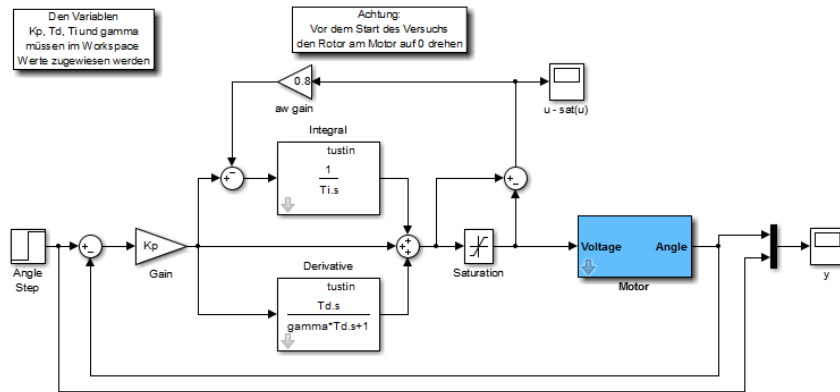 Den Variablen
Kp, Td, Ti und gamma
müssen im Workspace
Werte zugewiesen werden
Achtung:
Vor dem Start des Versuchs
den Rotor am Motor auf 0 drehen
0.8
aw gain
u - sat(u)
Integral
tustin
1
Ti.s
Angle
Step
Kp
Gain
Saturation
Voltage
Angle
Motor
y
Derivative
tustin
Td.s
gamma*Td.s+1